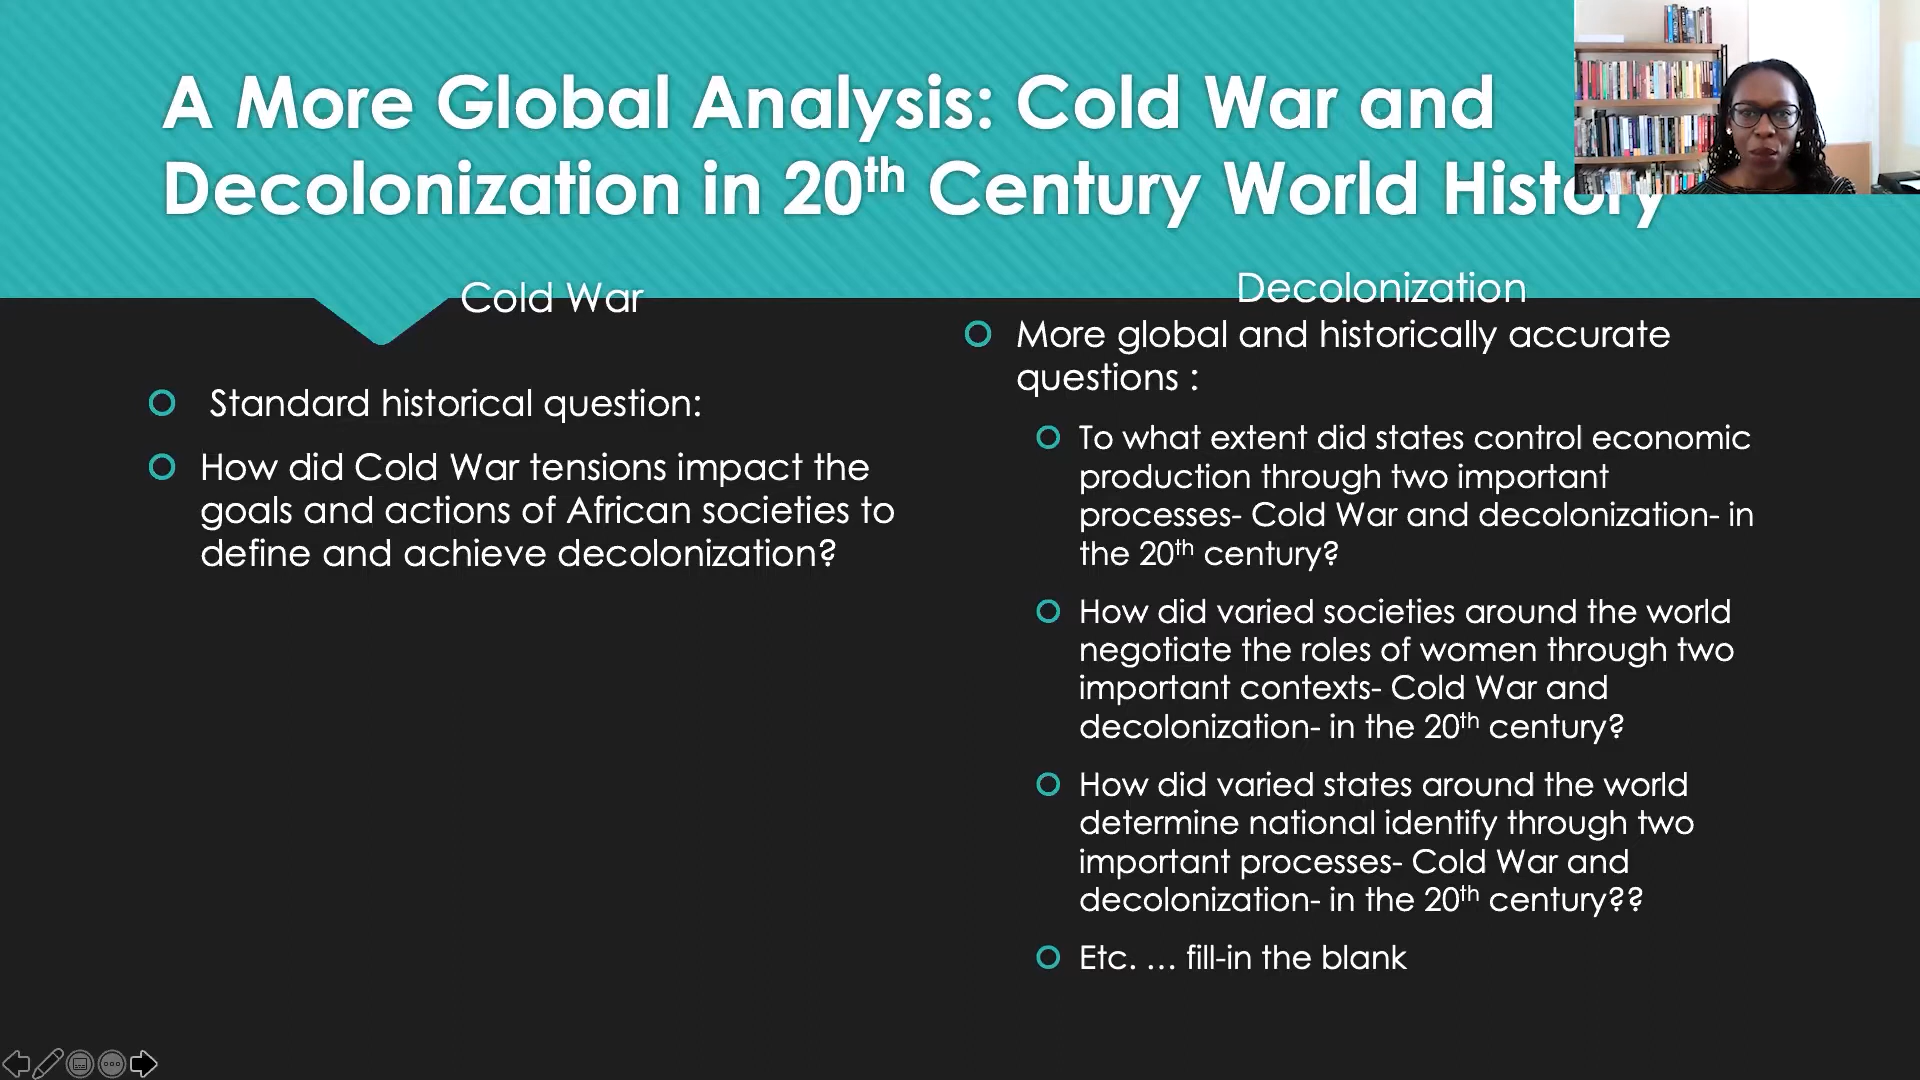 A More Global Analysis: Cold War and
Decolonization in 20th Century World History
Cold War
Standard historical question:
How did Cold War tensions impact the
goals and actions of African societies to
define and achieve decolonization?
Decolonization
More global and historically accurate
questions :
To what extent did states control economic
production through two important
processes- Cold War and decolonization- in
the 20th century?
How did varied societies around the world
negotiate the roles of women through two
important contexts- Cold War and
decolonization- in the 20th century?
How did varied states around the world
determine national identify through two
important processes- Cold War and
decolonization- in the 20th century??
Etc. … fill-in the blank